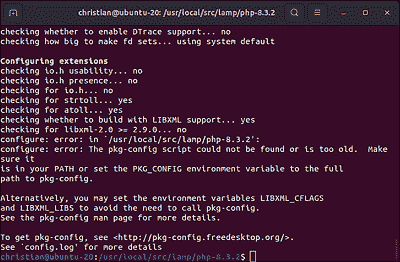 christian@ubuntu-20: /usr/local/src/lamp/php-8.3.2
checking whether to enable DTrace support... no
checking how big to make fd sets... using system default

Configuring extensions
checking io.h usability... no
checking io.h presence... no
checking for io.h... no
checking for strtoll... yes
checking for atoll... yes
checking whether to build with LIBXML support... yes
checking for libxml-2.0 >= 2.9.0... no
configure: error: in `/usr/local/src/lamp/php-8.3.2':
configure: error: The pkg-config script could not be found or is too old.  Make
sure it
is in your PATH or set the PKG_CONFIG environment variable to the full
path to pkg-config.

Alternatively, you may set the environment variables LIBXML_CFLAGS
and LIBXML_LIBS to avoid the need to call pkg-config.
See the pkg-config man page for more details.

To get pkg-config, see <http://pkg-config.freedesktop.org/>.
See `config.log' for more details
christian@ubuntu-20:/usr/local/src/lamp/php-8.3.2$